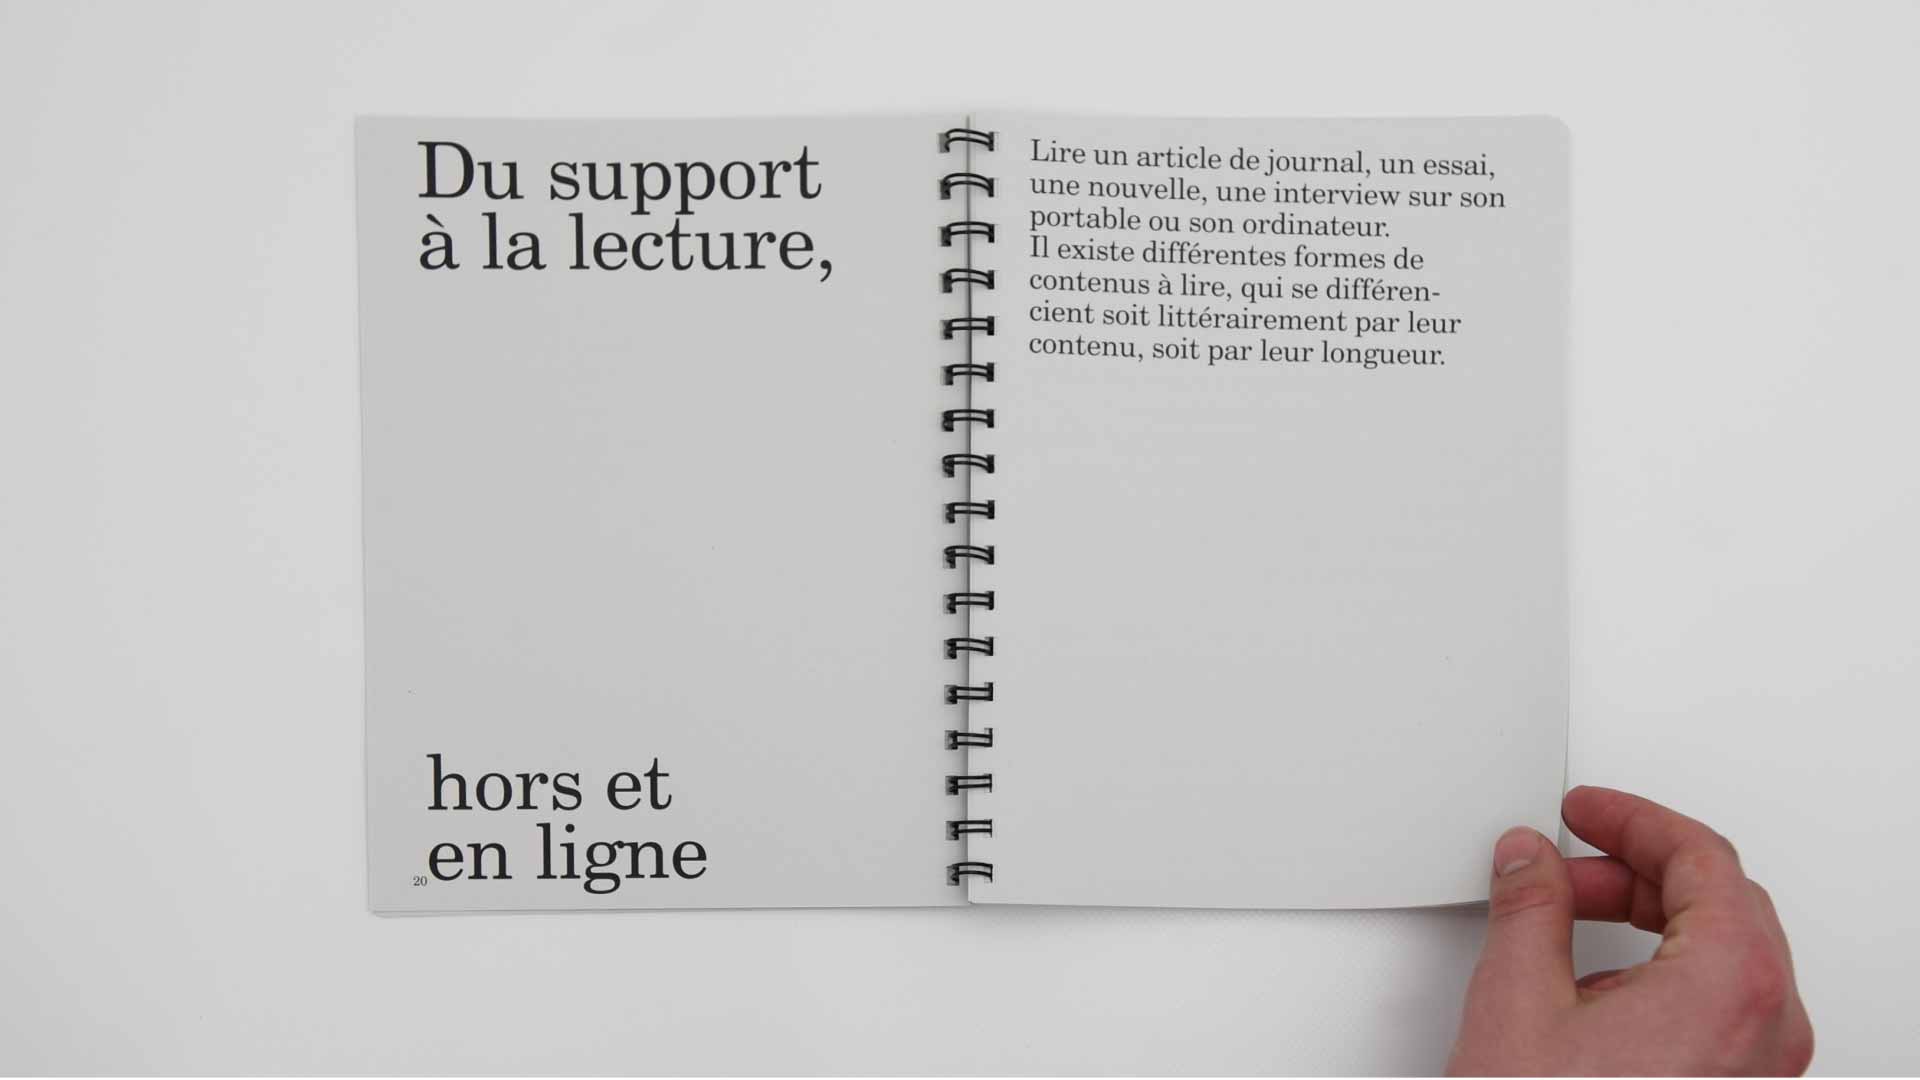 Du support
à la lecture,
hors et
en ligne
20
Lire un article de journal, un essai,
une nouvelle, une interview sur son
portable ou son ordinateur.
Il existe différentes formes de
contenus à lire, qui se différen-
cient soit littérairement par leur
contenu, soit par leur longueur.